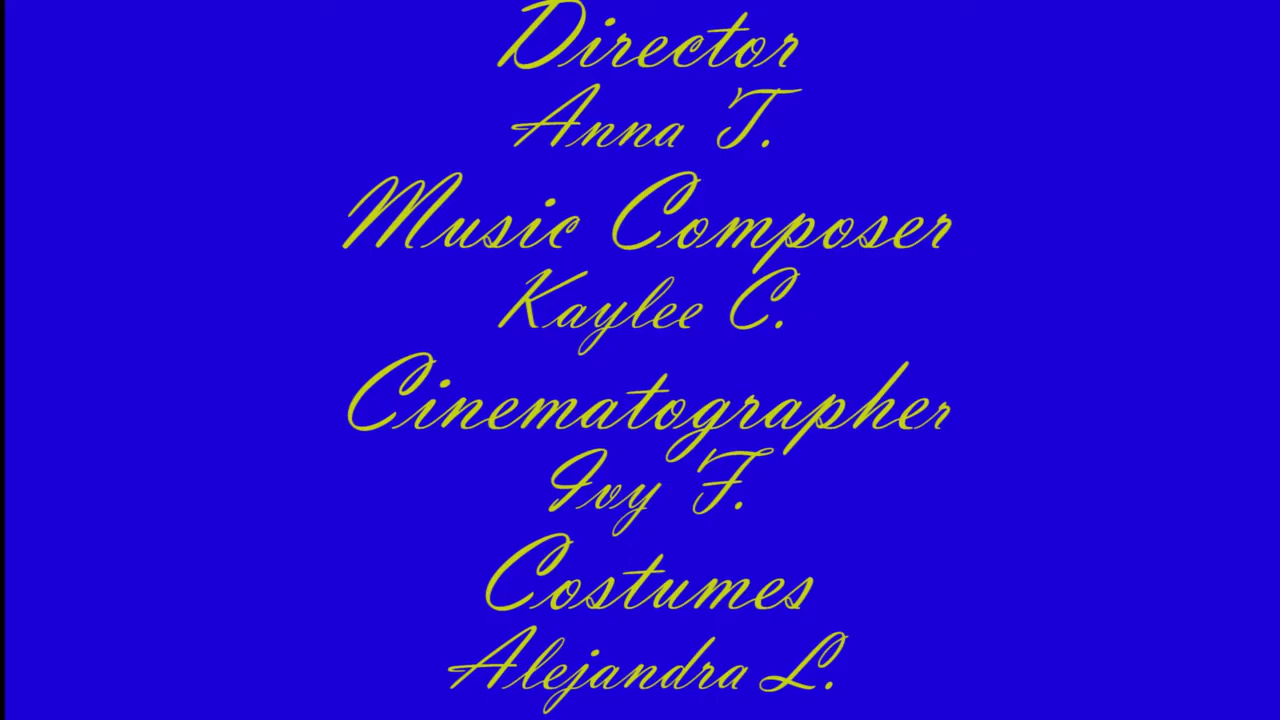 Director
Anna T.
Music Composer
Kaylee C.
Cinematographer
Ivy F.
Costumes
Alejandra L.